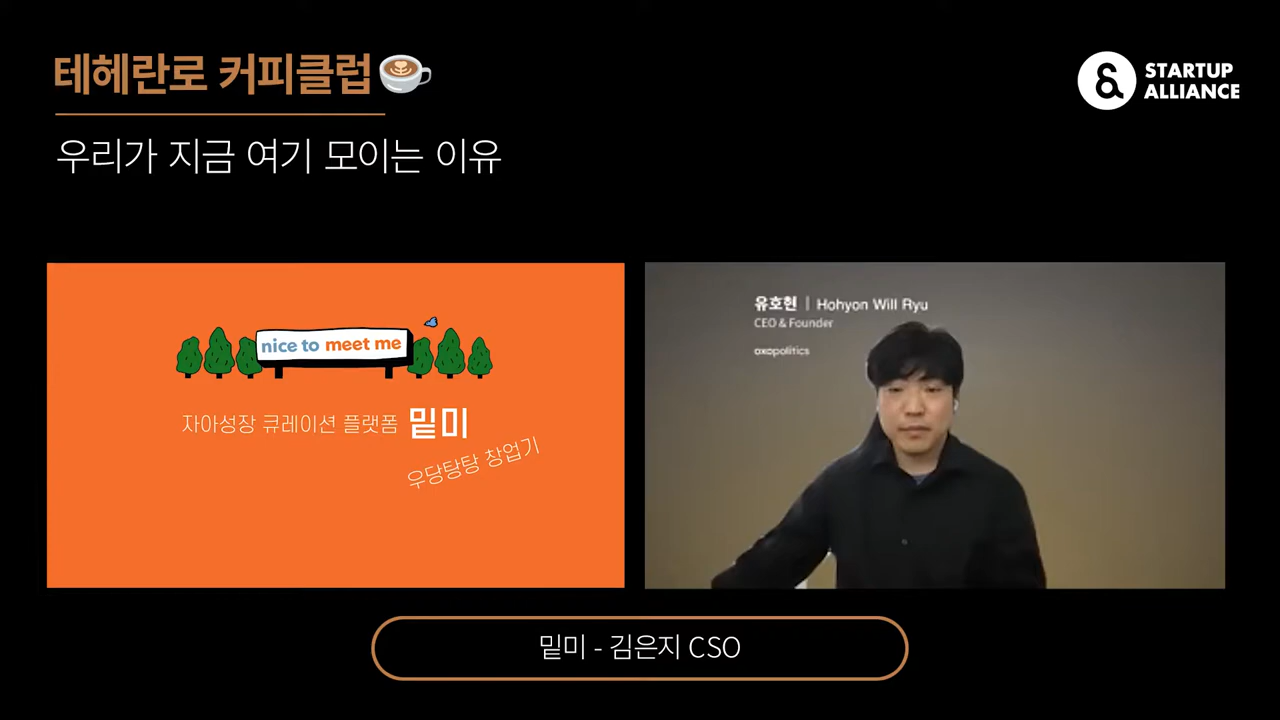 테헤란로 커피클럽
STARTUP
ALLIANCE
우리가 지금 여기 모이는 이유
nice to meet me
자아성장 큐레이션 플랫폼 밑미
우당탕탕 창업기
유호현 | Hohyon Will Ryu
CEO & Founder
oxopolitics
밑미 - 김은지 CSO